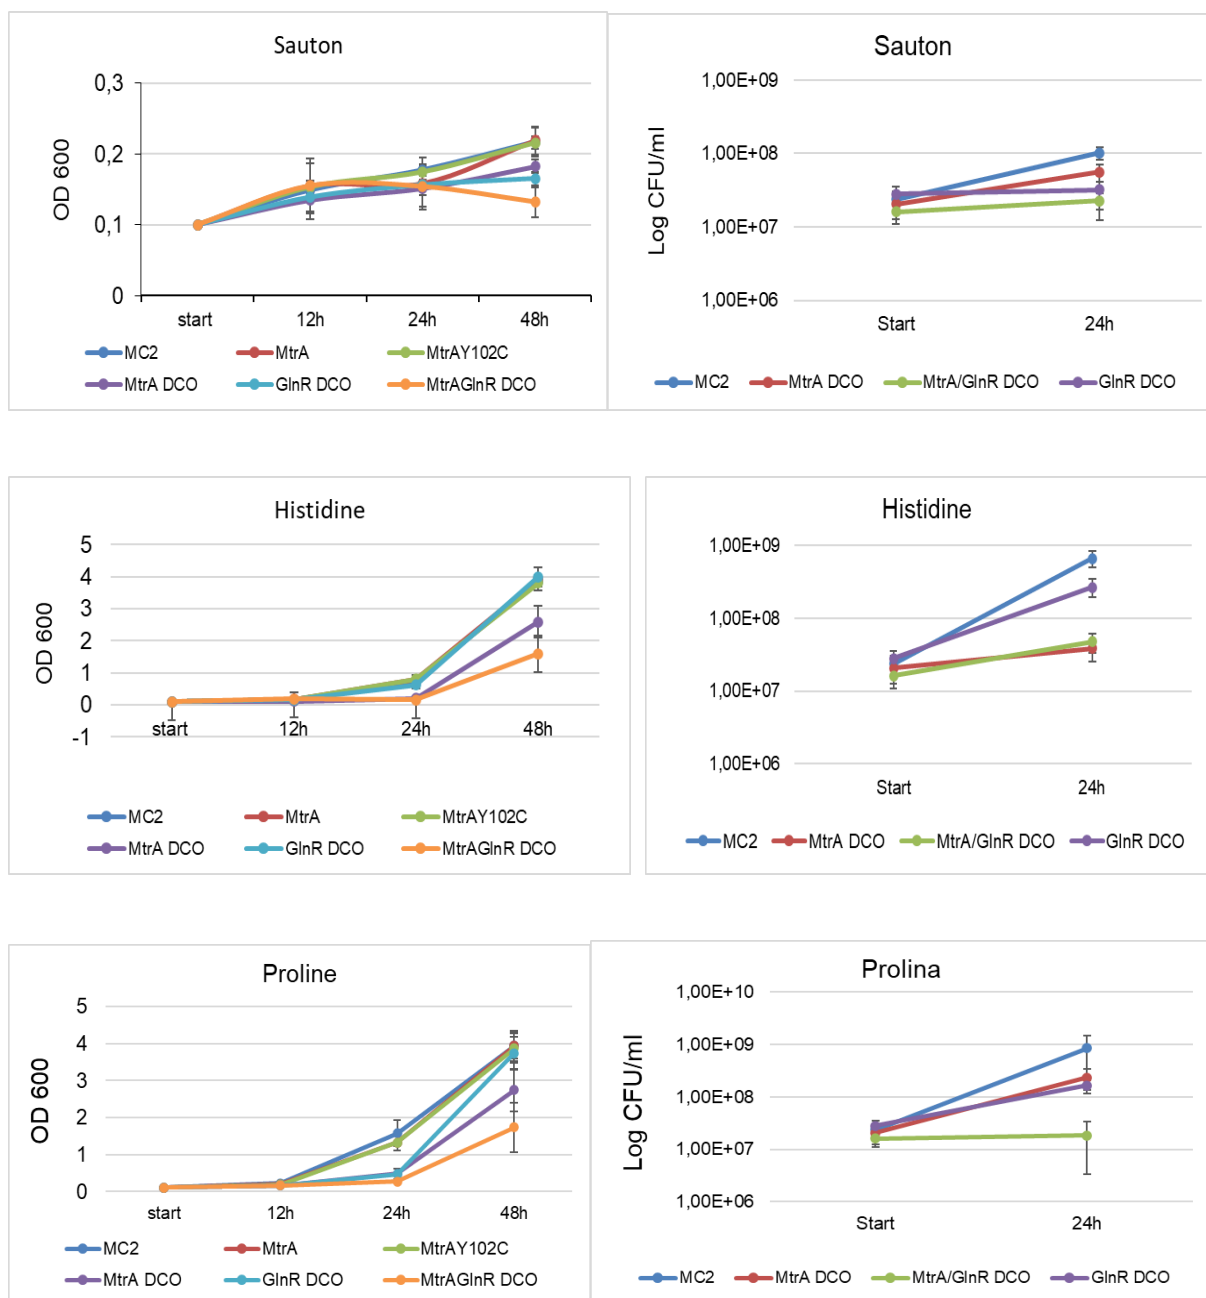 Sauton
0,3
0,2
0,1
0
OD 600
start 12h 24h 48h
MC2 MtrA MtrAY102C
MtrA DCO GlnR DCO MtrAGlnR DCO
Sauton
1,00E+09
1,00E+08
1,00E+07
1,00E+06
Log CFU/ml
Start 24h
MC2 MtrA DCO MtrA/GlnR DCO GlnR DCO
Histidine
5
4
3
2
1
0
-1
OD 600
start 12h 24h 48h
MC2 MtrA MtrAY102C
MtrA DCO GlnR DCO MtrAGlnR DCO
Histidine
1,00E+09
1,00E+08
1,00E+07
1,00E+06
Start 24h
MC2 MtrA DCO MtrA/GlnR DCO GlnR DCO
Proline
5
4
3
2
1
0
OD 600
start 12h 24h 48h
MC2 MtrA MtrAY102C
MtrA DCO GlnR DCO MtrAGlnR DCO
Prolina
1,00E+10
1,00E+09
1,00E+08
1,00E+07
1,00E+06
Log CFU/ml
Start 24h
MC2 MtrA DCO MtrA/GlnR DCO GlnR DCO